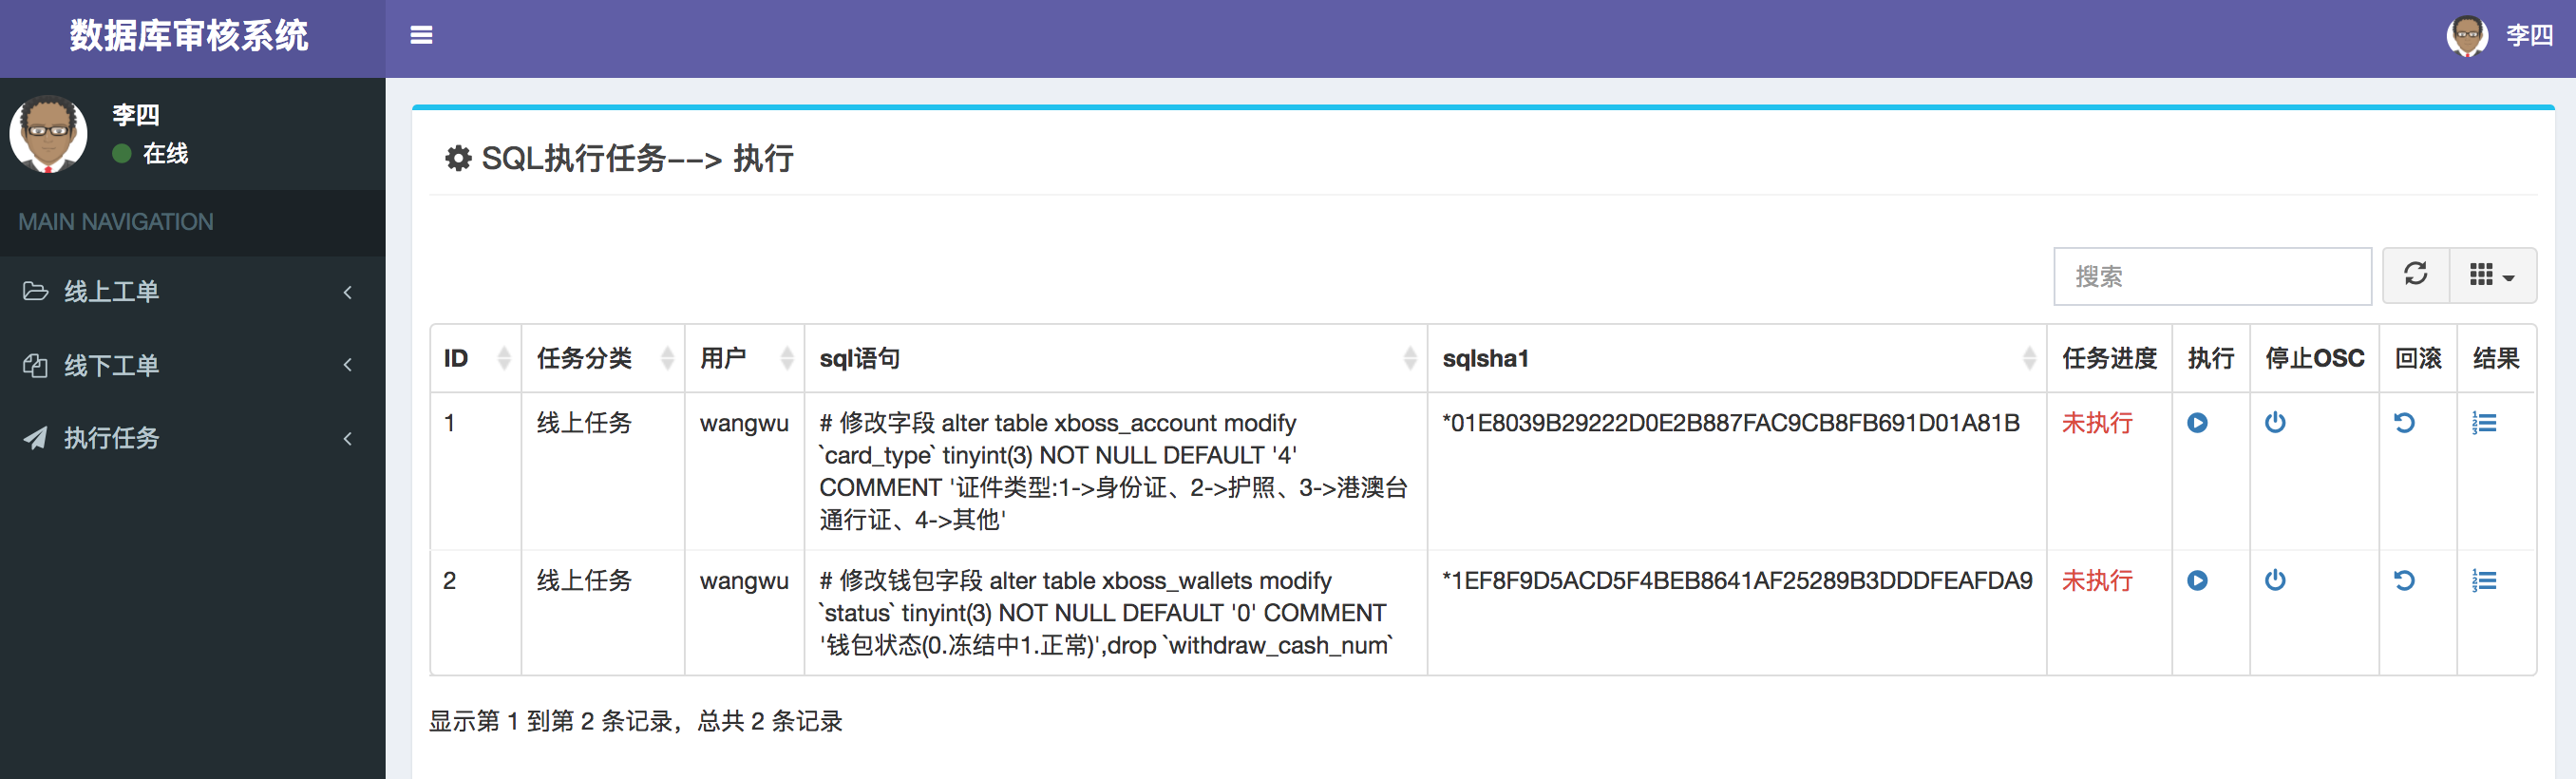 数据库审核系统
李四
李四
在线
MAIN NAVIGATION
线上工单
线下工单
执行任务
SQL执行任务--> 执行
搜索
ID 任务分类 用户 sql语句 sqlsha1 任务进度 执行 停止OSC 回滚 结果
1 线上任务 wangwu # 修改字段 alter table xboss_account modify *01E8039B29222D0E2B887FAC9CB8FB691D01A81B 未执行
`card_type` tinyint(3) NOT NULL DEFAULT '4'
COMMENT '证件类型:1->身份证、2->护照、3->港澳台
通行证、4->其他'
2 线上任务 wangwu # 修改钱包字段 alter table xboss_wallets modify *1EF8F9D5ACD5F4BEB8641AF25289B3DDDFEAFDA9 未执行
`status` tinyint(3) NOT NULL DEFAULT '0' COMMENT
'钱包状态(0.冻结中1.正常)',drop `withdraw_cash_num`
显示第 1 到第 2 条记录，总共 2 条记录